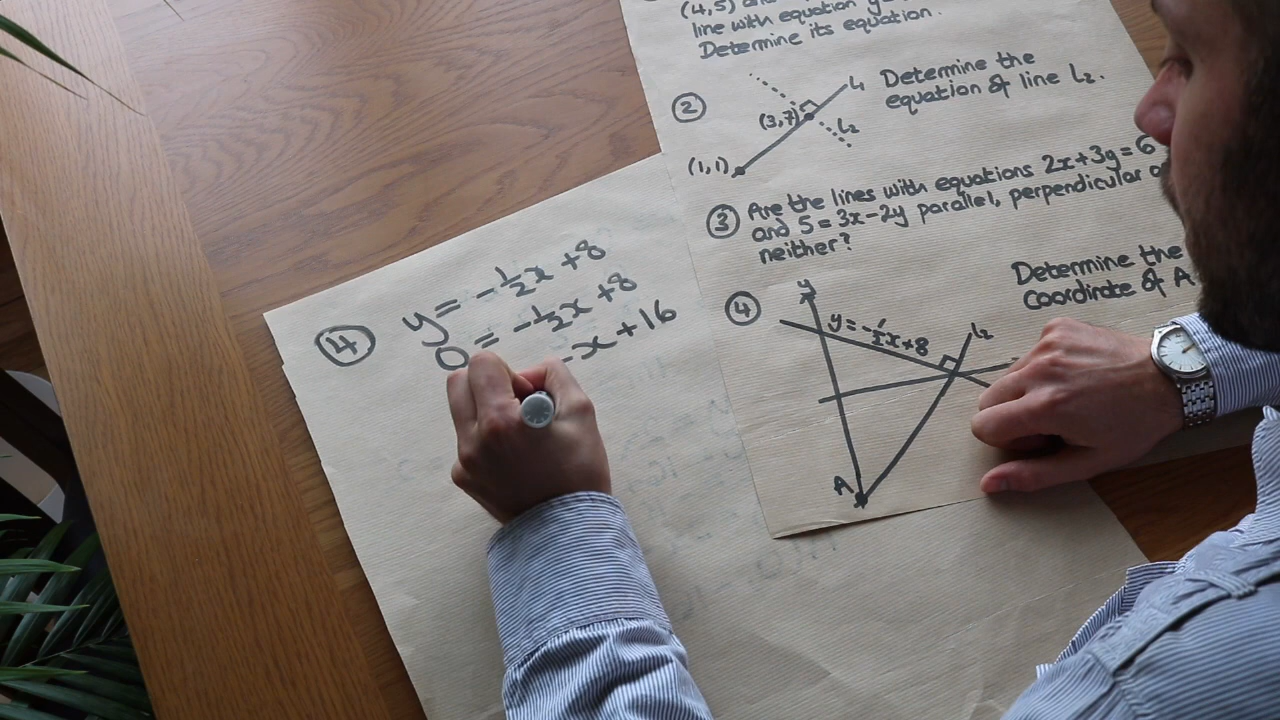 (4,5) and
line with equation y
Determine its equation.
②
L₁
(3,7)
L₂
(1,1)
Determine the
equation of line L₂.
③ Are the lines with equations 2x+3y=6
and 5=3x-2y parallel, perpendicular or
neither?
④
y
y=-½x+8
L₂
A
Determine the
coordinate of A
④ y = -½x +8
0 = -½x +8
-x+16